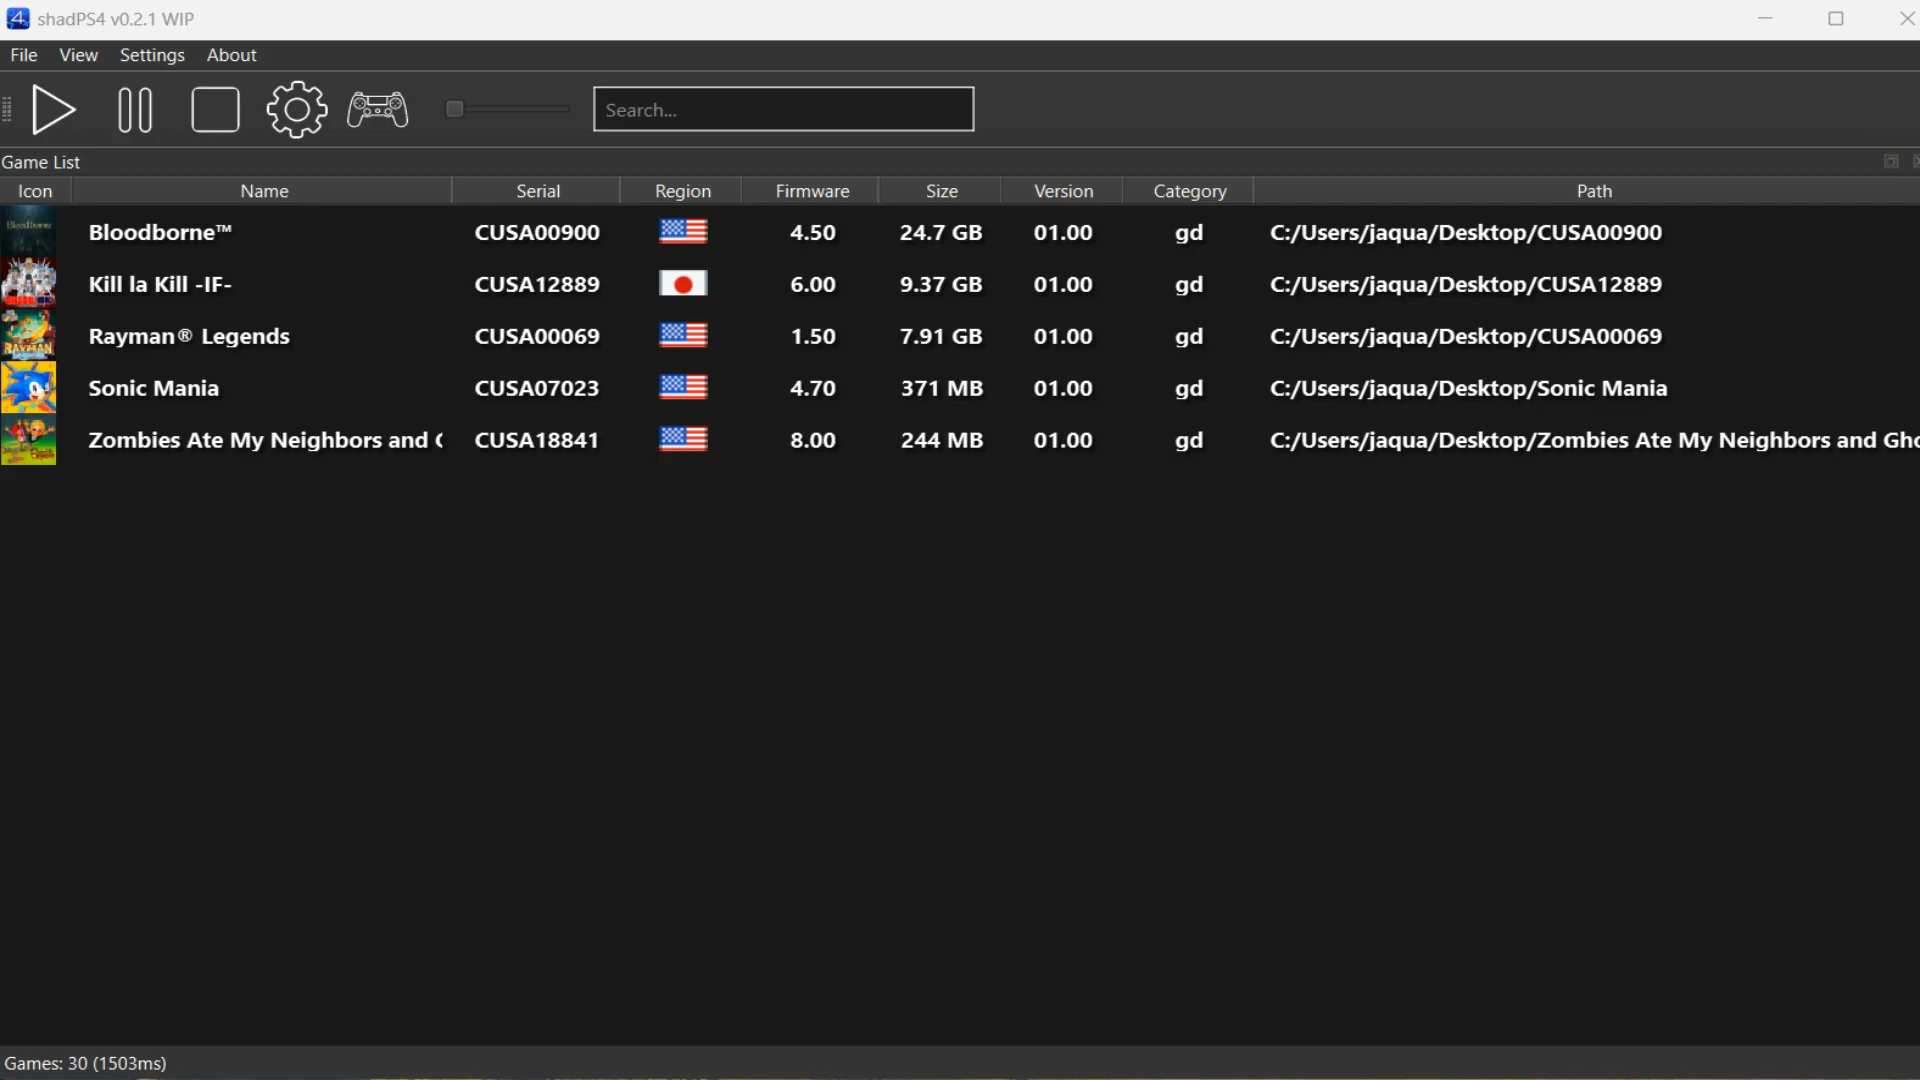 shadPS4 v0.2.1 WIP
File View Settings About
Search...
Game List
Icon Name Serial Region Firmware Size Version Category Path
Bloodborne
Bloodborne™ CUSA00900 4.50 24.7 GB 01.00 gd C:/Users/jaqua/Desktop/CUSA00900
Kill la Kill -IF- CUSA12889 6.00 9.37 GB 01.00 gd C:/Users/jaqua/Desktop/CUSA12889
RAYMAN
Rayman® Legends CUSA00069 1.50 7.91 GB 01.00 gd C:/Users/jaqua/Desktop/CUSA00069
Sonic Mania CUSA07023 4.70 371 MB 01.00 gd C:/Users/jaqua/Desktop/Sonic Mania
Zombies Ate My Neighbors and CUSA18841 8.00 244 MB 01.00 gd C:/Users/jaqua/Desktop/Zombies Ate My Neighbors and Gho
Games: 30 (1503ms)